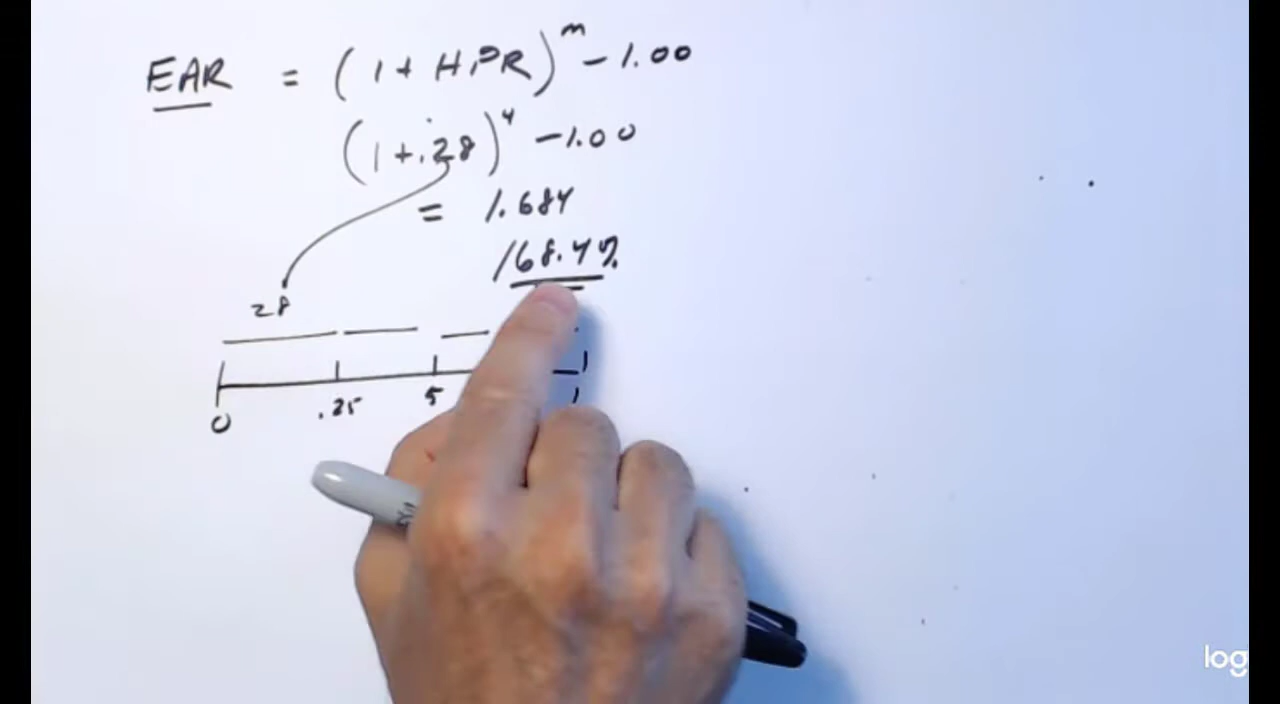 EAR = (1 + HPR)^m - 1.00
(1 + .28)^4 - 1.00
= 1.684
168.4%
28
0 .25 5 1
log